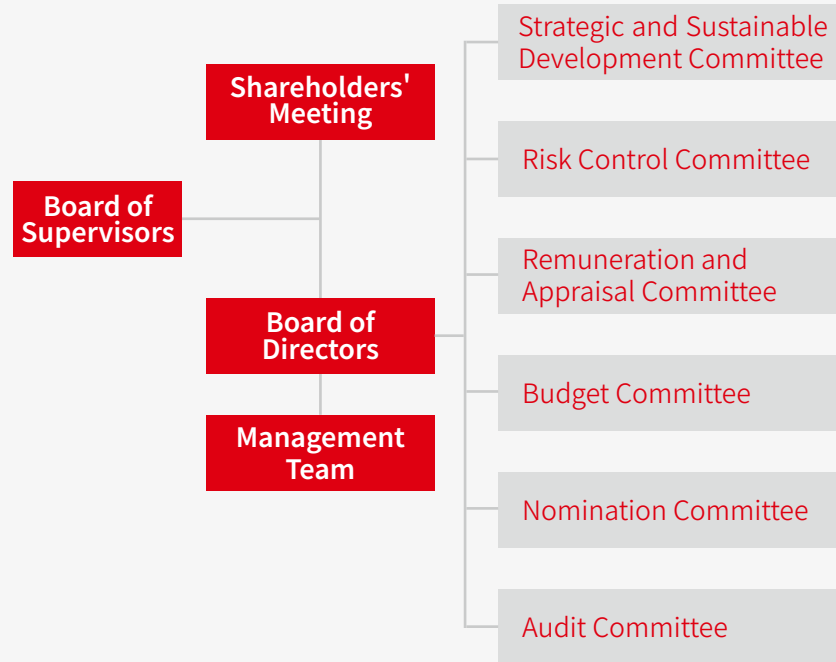 Shareholders'
Meeting
Board of
Supervisors
Board of
Directors
Management
Team
Strategic and Sustainable
Development Committee
Risk Control Committee
Remuneration and
Appraisal Committee
Budget Committee
Nomination Committee
Audit Committee